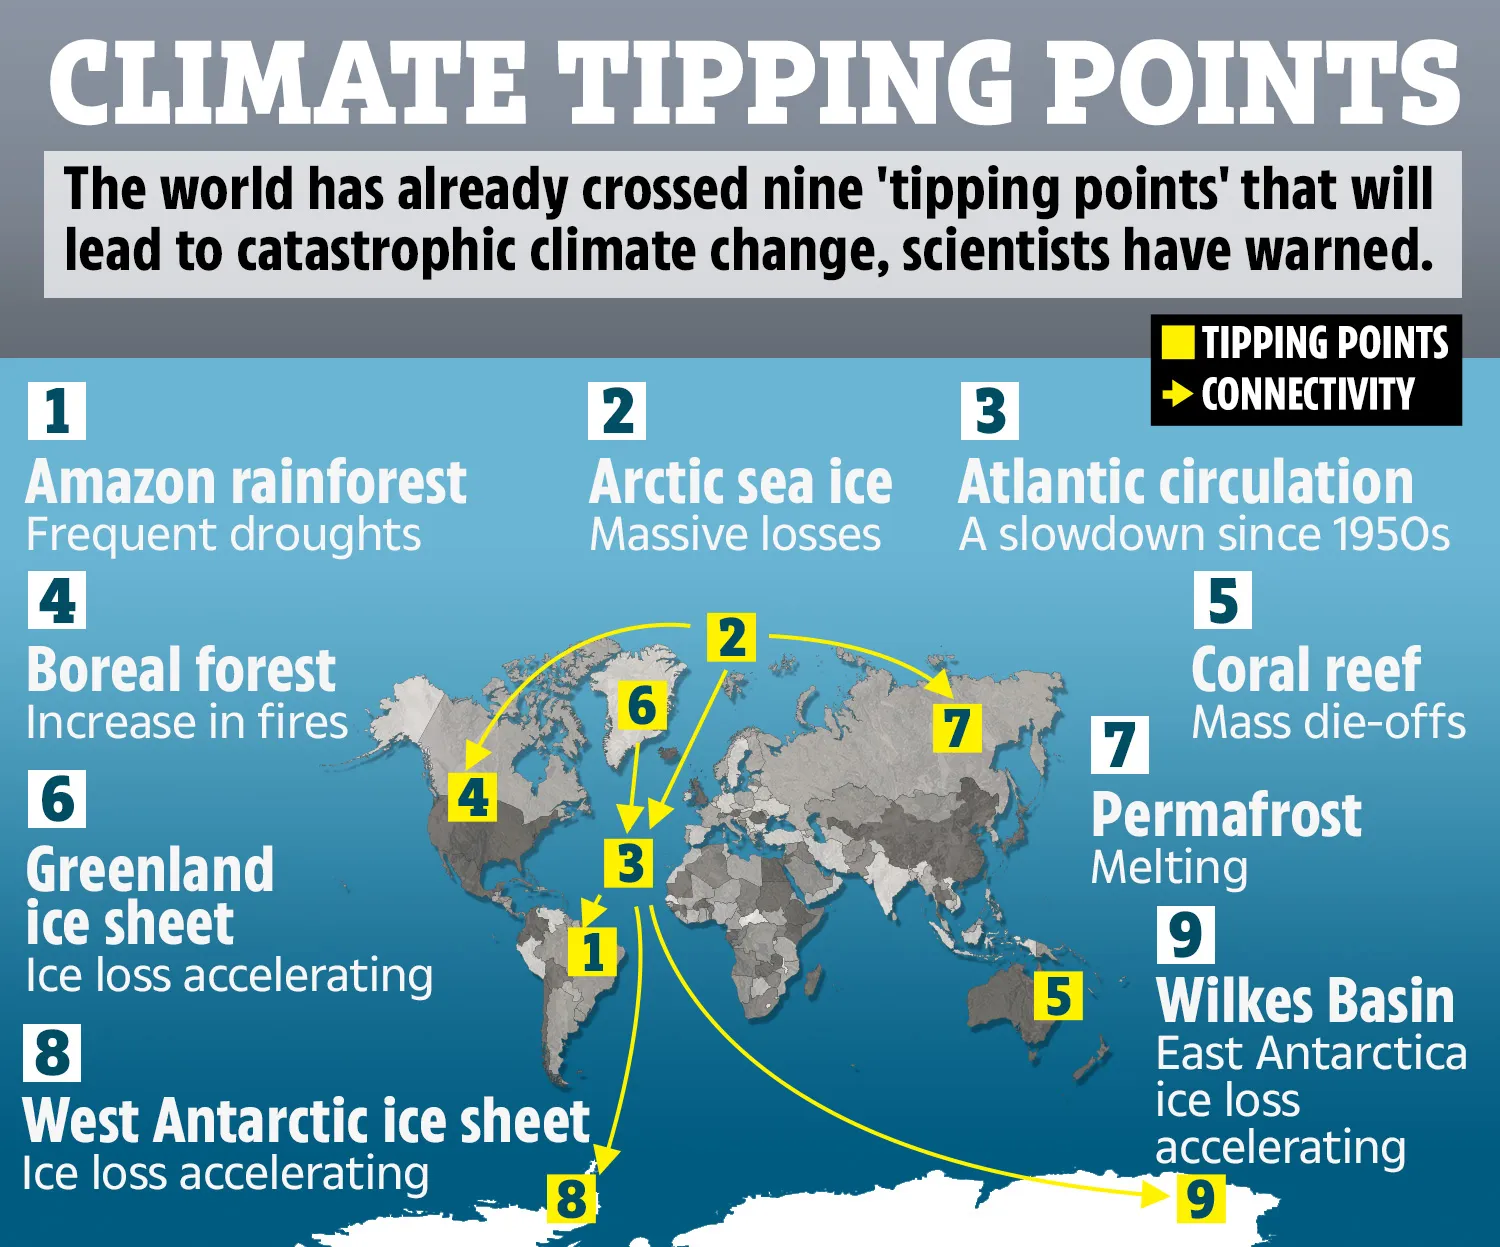 CLIMATE TIPPING POINTS
The world has already crossed nine 'tipping points' that will
lead to catastrophic climate change, scientists have warned.
TIPPING POINTS
CONNECTIVITY
1
Amazon rainforest
Frequent droughts
2
Arctic sea ice
Massive losses
3
Atlantic circulation
A slowdown since 1950s
4
Boreal forest
Increase in fires
5
Coral reef
Mass die-offs
6
Greenland
ice sheet
Ice loss accelerating
7
Permafrost
Melting
8
West Antarctic ice sheet
Ice loss accelerating
9
Wilkes Basin
East Antarctica
ice loss
accelerating
2
6
7
4
3
1
5
8
9